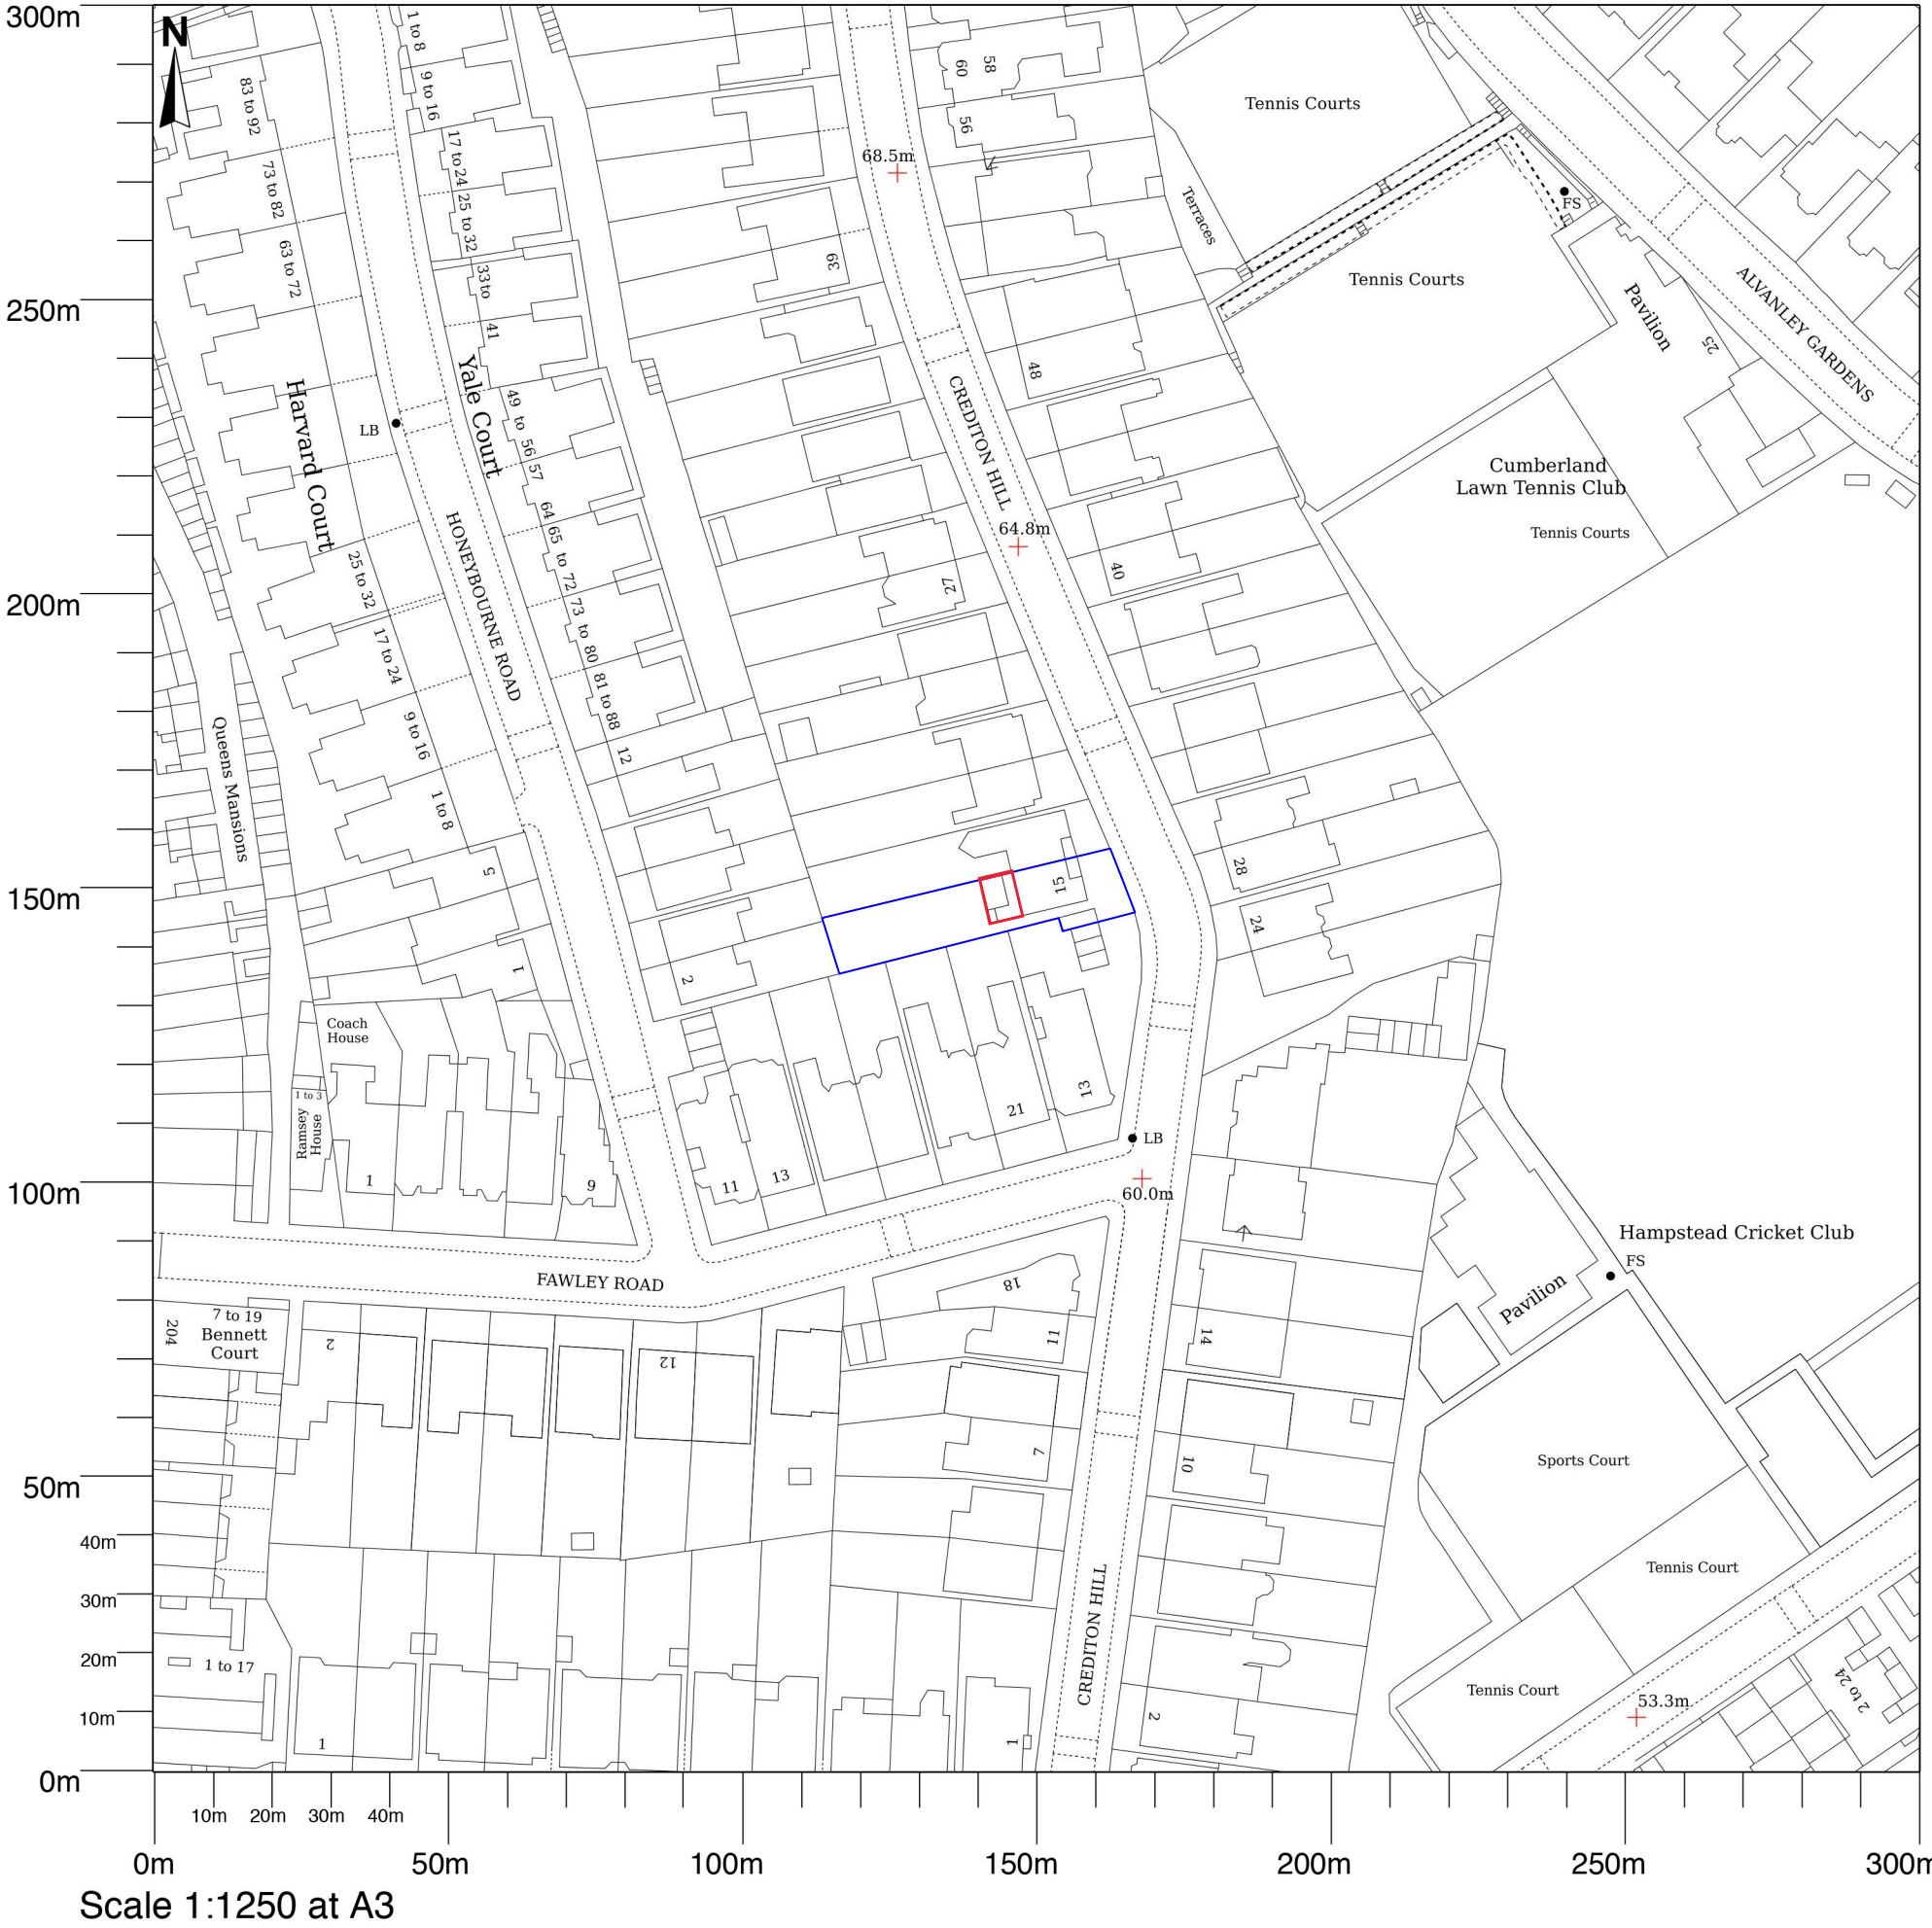 300m
N
1 to 8
9 to 16
17 to 24
25 to 32
33 to
41
49 to 56
57
64
65 to 72
73 to 80
81 to 88
12
83 to 92
73 to 82
63 to 72
Harvard Court
Yale Court
LB
HONEYBOURNE ROAD
25 to 32
17 to 24
9 to 16
1 to 8
5
1
2
Queens Mansions
60
58
56
68.5m
39
48
CREDITON HILL
64.8m
27
40
28
24
15
13
21
LB
60.0m
Tennis Courts
Terraces
FS
Tennis Courts
Pavilion
25
ALVANLEY GARDENS
Cumberland
Lawn Tennis Club
Tennis Courts
250m
200m
150m
100m
50m
40m
30m
20m
10m
0m
Coach
House
1 to 3
Ramsey
House
1
9
11
13
FAWLEY ROAD
204
7 to 19
Bennett
Court
2
12
18
11
7
14
10
2
1
CREDITON HILL
1 to 17
1
Hampstead Cricket Club
FS
Pavilion
Sports Court
Tennis Court
Tennis Court
53.3m
2 to 24
10m
20m
30m
40m
0m
50m
100m
150m
200m
250m
300m
Scale 1:1250 at A3